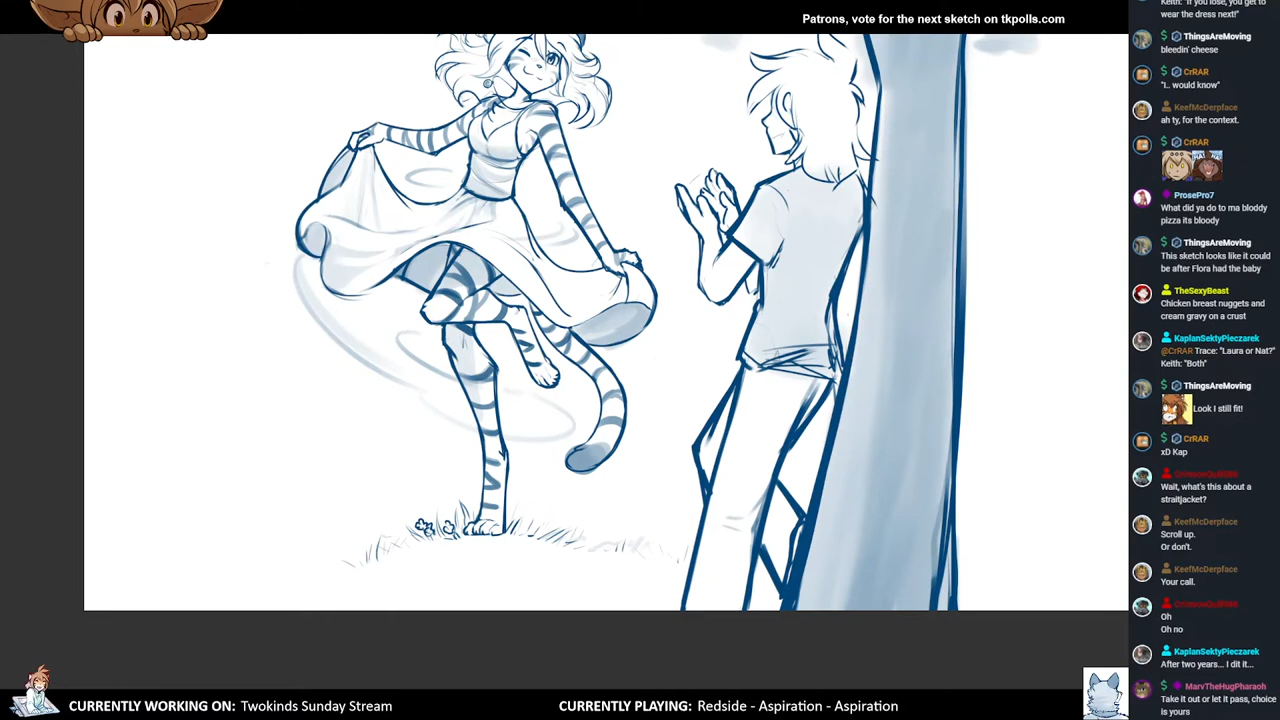 Patrons, vote for the next sketch on tkpolls.com
Keith: "If you lose, you get to
wear the dress next!"
ThingsAreMoving
bleedin' cheese
CrRAR
"I.. would know"
KeefMcDerpface
ah ty, for the context.
CrRAR
ProsePro7
What did ya do to ma bloddy
pizza its bloody
ThingsAreMoving
This sketch looks like it could
be after Flora had the baby
TheSexyBeast
Chicken breast nuggets and
cream gravy on a crust
KaplanSektyPieczarek
@CrRAR Trace: "Laura or Nat?"
Keith: "Both"
ThingsAreMoving
Look I still fit!
CrRAR
xD Kap
Wait, what's this about a
straitjacket?
KeefMcDerpface
Scroll up.
Or don't.
KeefMcDerpface
Your call.
Oh
Oh no
KaplanSektyPieczarek
After two years... I dit it...
MarvTheHugPharaoh
Take it out or let it pass, choice
is yours
CURRENTLY WORKING ON: Twokinds Sunday Stream
CURRENTLY PLAYING: Redside - Aspiration - Aspiration